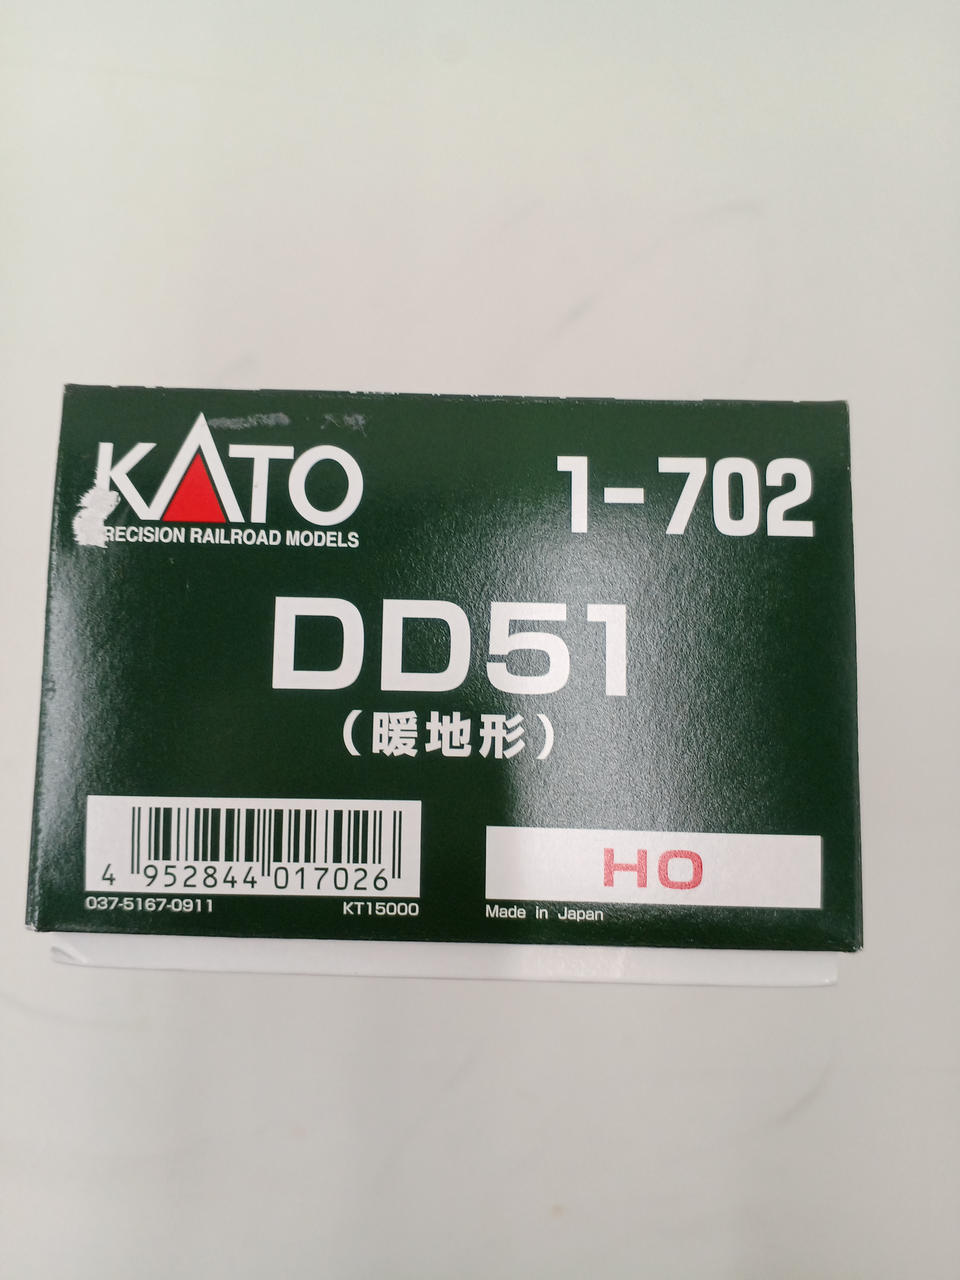 KATO
1-702
RECISION RAILROAD MODELS
DD51
(暖地形)
4 952844 017026
037-5167-0911
KT15000
HO
Made in Japan